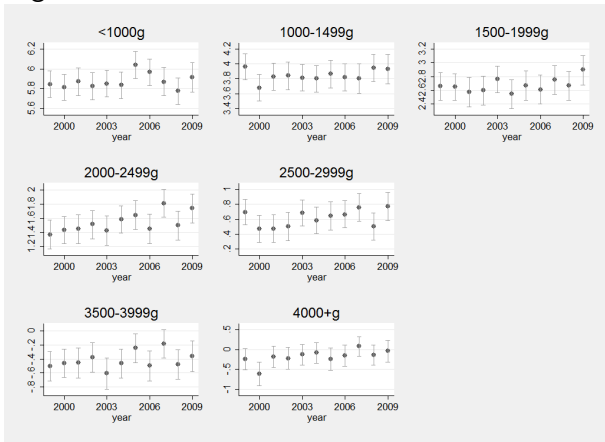 <1000g
5.6 5.8 6 6.2
2000 2003 2006 2009
year
1000-1499g
3.4 3.6 3.8 4 4.2
2000 2003 2006 2009
year
1500-1999g
2.4 2.6 2.8 3 3.2
2000 2003 2006 2009
year
2000-2499g
1.2 1.4 1.6 1.8 2
2000 2003 2006 2009
year
2500-2999g
.2 .4 .6 .8 1
2000 2003 2006 2009
year
3500-3999g
-.8 -.6 -.4 -.2 0
2000 2003 2006 2009
year
4000+g
-1 -.5 0 .5
2000 2003 2006 2009
year